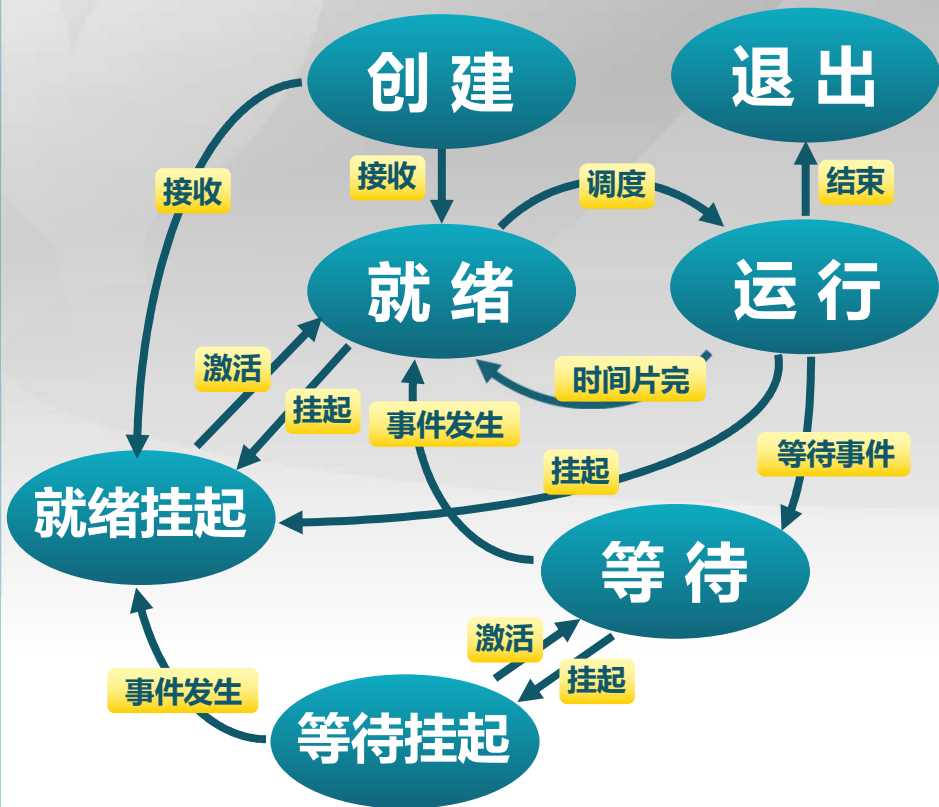 创 建
退 出
接收
接收
调度
结束
就 绪
运 行
激活
挂起
时间片完
事件发生
挂起
等待事件
就绪挂起
等 待
激活
挂起
事件发生
等待挂起